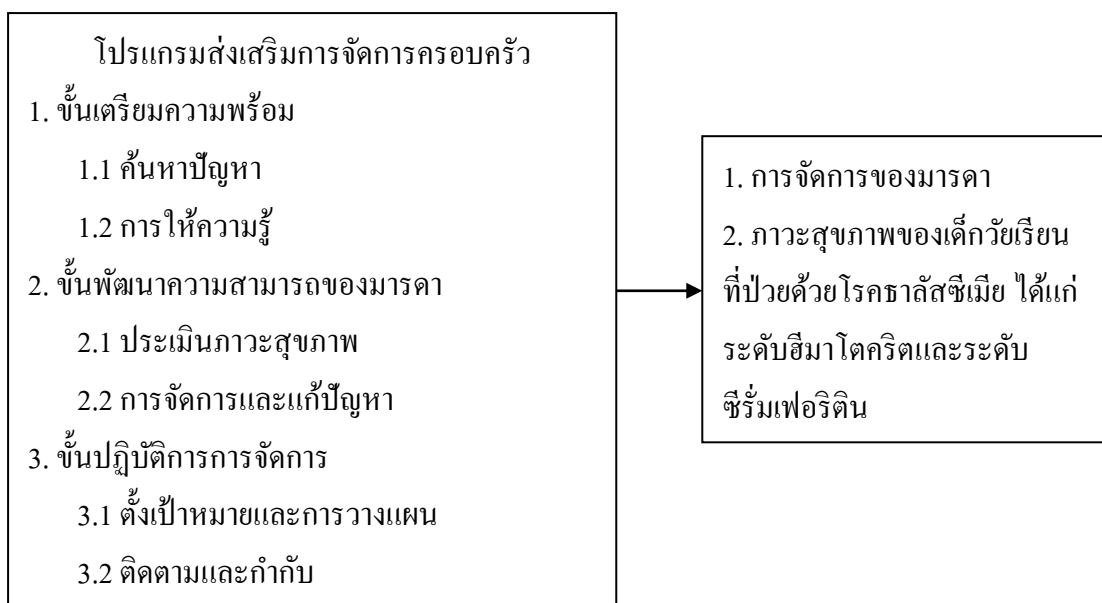 โปรแกรมส่งเสริมการจัดการครอบครัว
1. ขั้นเตรียมความพร้อม
1.1 ค้นหาปัญหา
1.2 การให้ความรู้
2. ขั้นพัฒนาความสามารถของมารดา
2.1 ประเมินภาวะสุขภาพ
2.2 การจัดการและแก้ปัญหา
3. ขั้นปฏิบัติการการจัดการ
3.1 ตั้งเป้าหมายและการวางแผน
3.2 ติดตามและกำกับ
1. การจัดการของมารดา
2. ภาวะสุขภาพของเด็กวัยเรียน
ที่ป่วยด้วยโรคธาลัสซีเมีย ได้แก่
ระดับฮีมาโตคริตและระดับ
ซีรั่มเฟอริติน